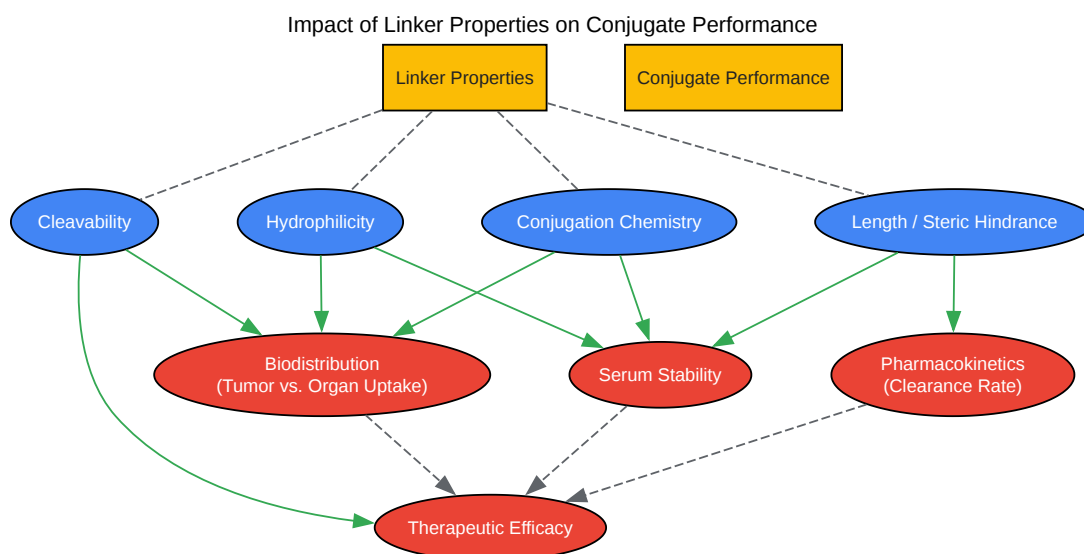 Impact of Linker Properties on Conjugate Performance
Linker Properties
Conjugate Performance
Cleavability
Hydrophilicity
Conjugation Chemistry
Length / Steric Hindrance
Biodistribution
(Tumor vs. Organ Uptake)
Serum Stability
Pharmacokinetics
(Clearance Rate)
Therapeutic Efficacy